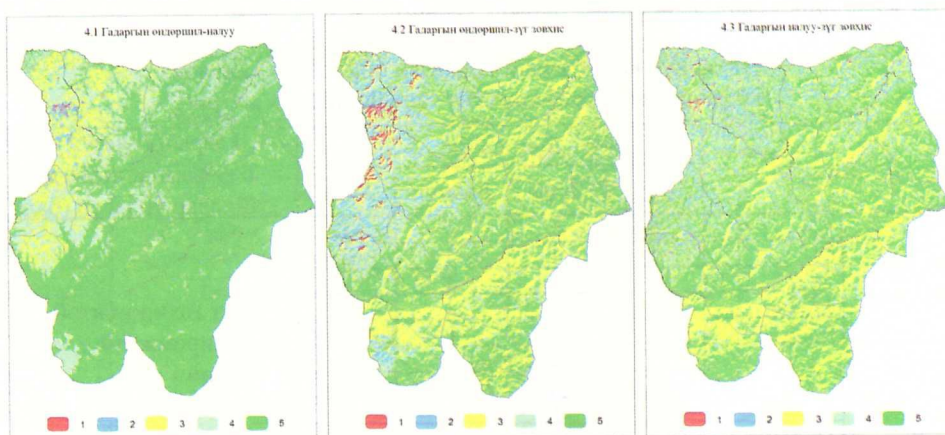 4.1 Гадаргын өндөршил-налуу
4.2 Гадаргын өндөршил-зүг зовхис
4.3 Гадаргын налуу-зүг зовхис
1 2 3 4 5
1 2 3 4 5
1 2 3 4 5